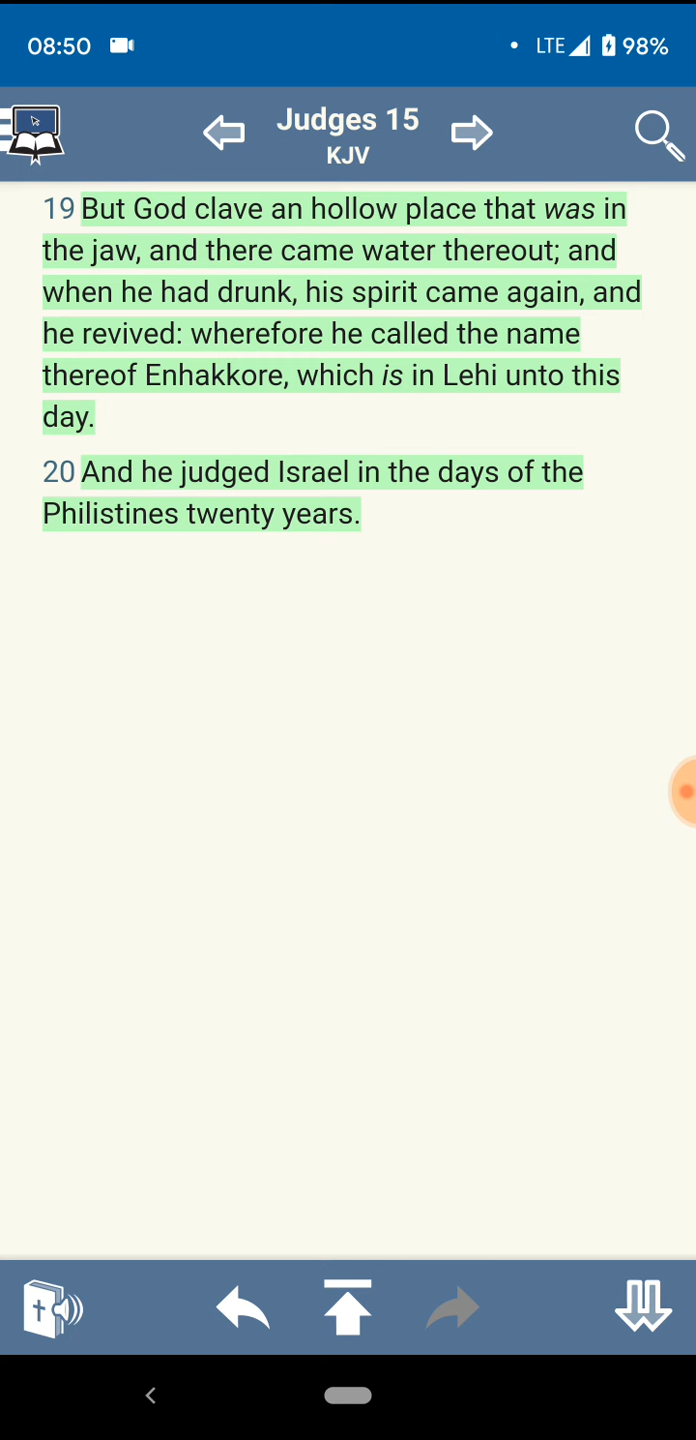 08:50
LTE
98%
Judges 15
KJV
19 But God clave an hollow place that was in
the jaw, and there came water thereout; and
when he had drunk, his spirit came again, and
he revived: wherefore he called the name
thereof Enhakkore, which is in Lehi unto this
day.
20 And he judged Israel in the days of the
Philistines twenty years.